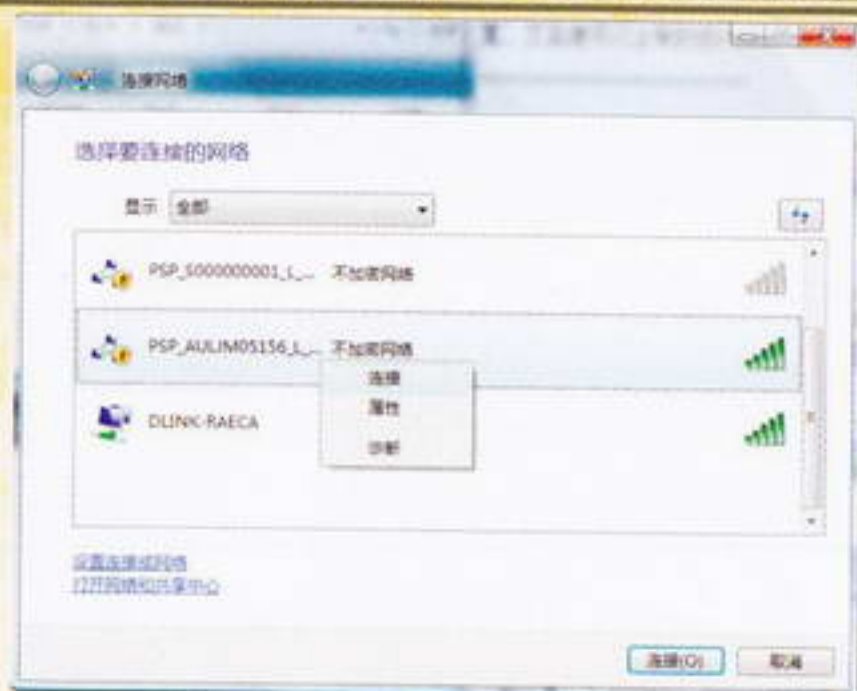 连接网络
选择要连接的网络
显示 全部
PSP_S000000001_L_... 不加密网络
PSP_AULIM05156_L_... 不加密网络
连接
属性
DLINK-RAECA
诊断
设置连接或网络
打开网络和共享中心
连接(O) 取消